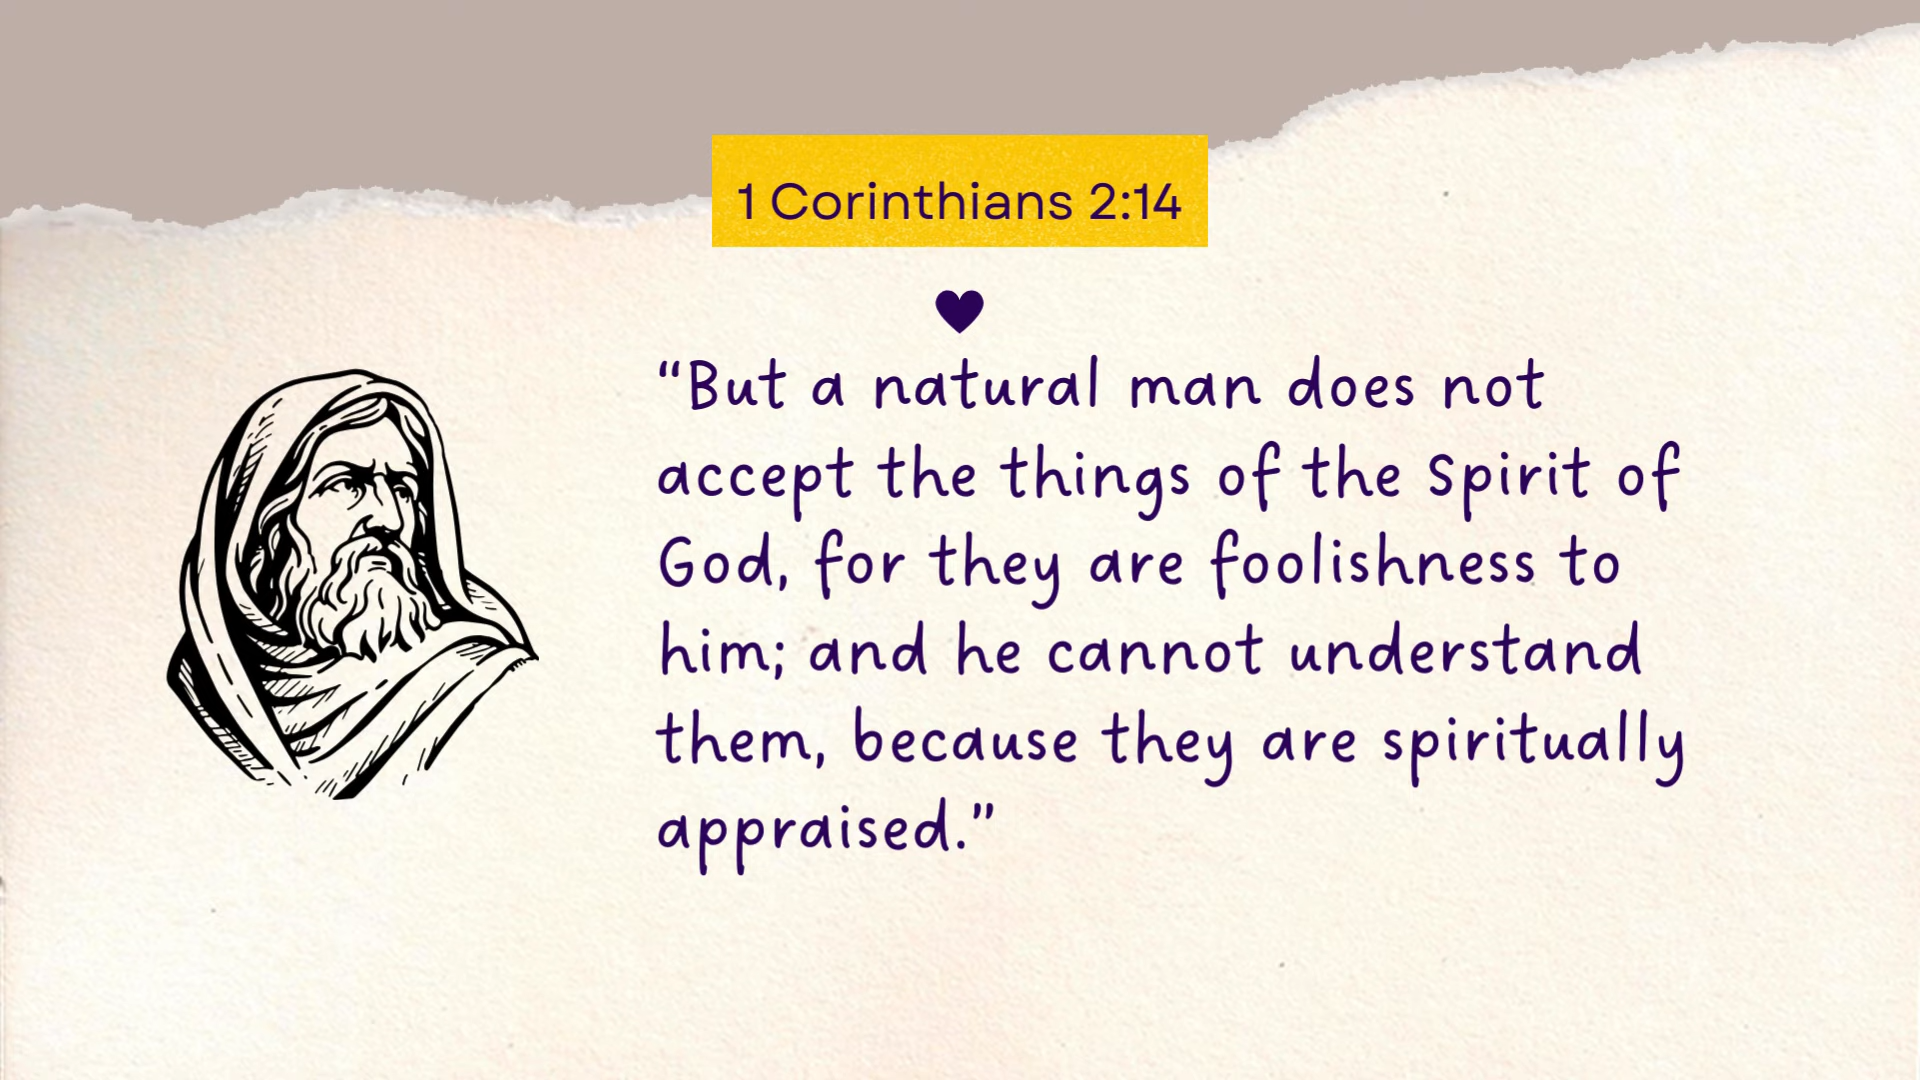 1 Corinthians 2:14
“But a natural man does not
accept the things of the Spirit of
God, for they are foolishness to
him; and he cannot understand
them, because they are spiritually
appraised.”